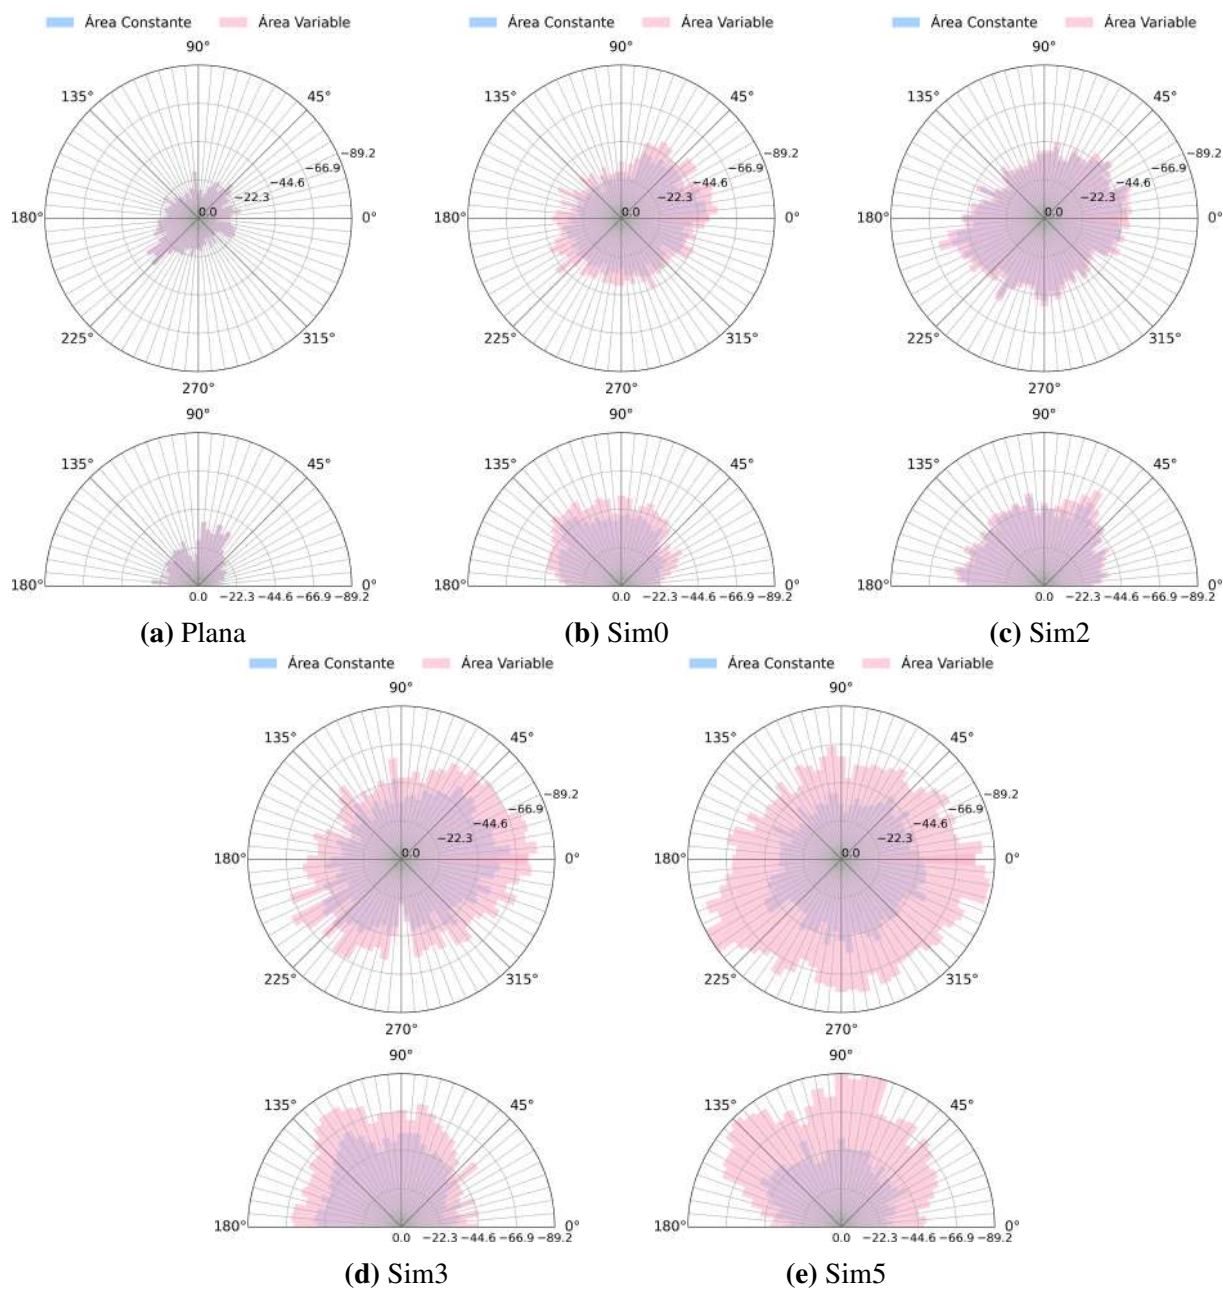 Área Constante Área Variable Área Constante Área Variable Área Constante Área Variable
90° 90° 90°
135° 45° 135° 45° 135° 45°
−89.2 −89.2 −89.2
−66.9 −66.9 −66.9
−44.6 −44.6 −44.6
−22.3 −22.3 −22.3
180° 0.0 0° 180° 0.0 0° 180° 0.0 0°
225° 315° 225° 315° 225° 315°
270° 270° 270°
90° 90° 90°
135° 45° 135° 45° 135° 45°
180° 0° 180° 0° 180° 0°
0.0 −22.3 −44.6 −66.9 −89.2 0.0 −22.3 −44.6 −66.9 −89.2 0.0 −22.3 −44.6 −66.9 −89.2
(a) Plana (b) Sim0 (c) Sim2
Área Constante Área Variable Área Constante Área Variable
90° 90°
135° 45° 135° 45°
−89.2 −89.2
−66.9 −66.9
−44.6 −44.6
−22.3 −22.3
180° 0.0 0° 180° 0.0 0°
225° 315° 225° 315°
270° 270°
90° 90°
135° 45° 135° 45°
180° 0° 180° 0°
0.0 −22.3 −44.6 −66.9 −89.2 0.0 −22.3 −44.6 −66.9 −89.2
(d) Sim3 (e) Sim5